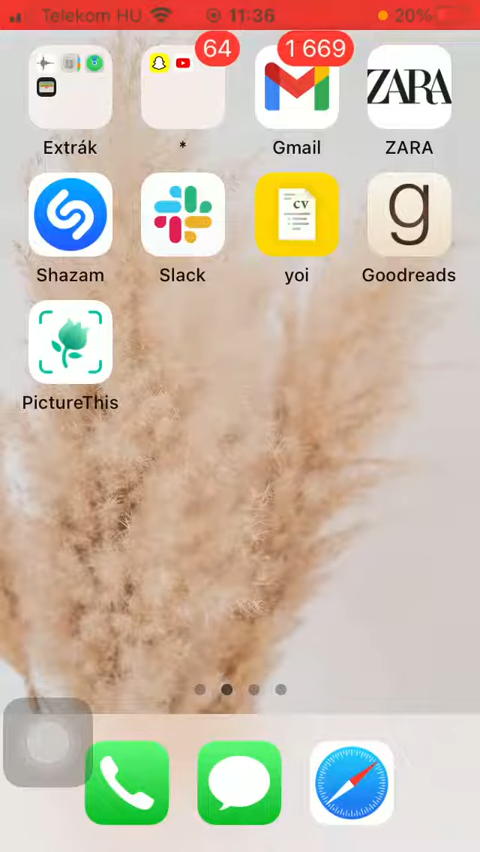 Telekom HU 11:36 20%
64 1 669
ZARA
Extrák * Gmail ZARA
CV g
Shazam Slack yoi Goodreads
PictureThis